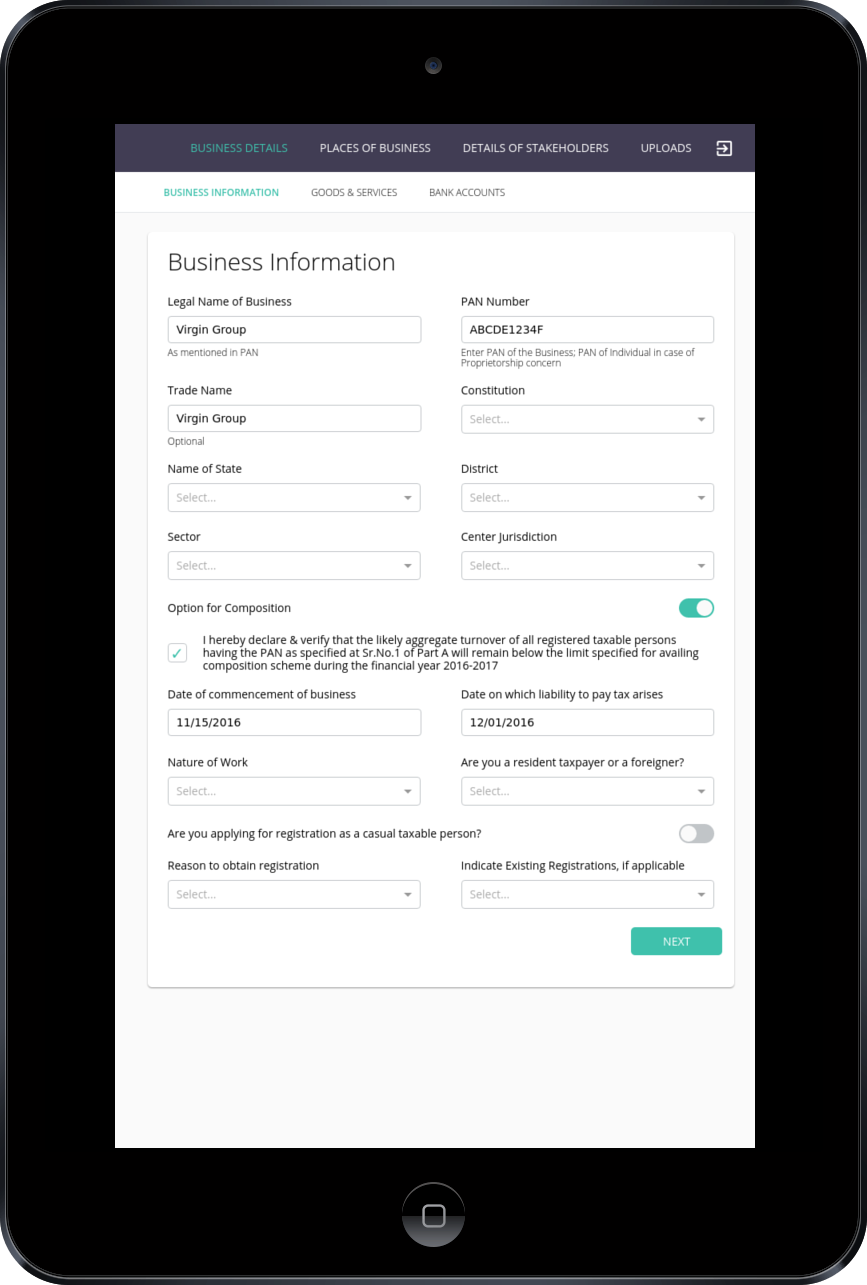 BUSINESS DETAILS PLACES OF BUSINESS DETAILS OF STAKEHOLDERS UPLOADS
BUSINESS INFORMATION GOODS & SERVICES BANK ACCOUNTS
Business Information
Legal Name of Business PAN Number
Virgin Group ABCDE1234F
As mentioned in PAN Enter PAN of the Business; PAN of Individual in case of
Proprietorship concern
Trade Name Constitution
Virgin Group Select...
Optional
Name of State District
Select... Select...
Sector Center Jurisdiction
Select... Select...
Option for Composition
✓ I hereby declare & verify that the likely aggregate turnover of all registered taxable persons
having the PAN as specified at Sr.No.1 of Part A will remain below the limit specified for availing
composition scheme during the financial year 2016-2017
Date of commencement of business Date on which liability to pay tax arises
11/15/2016 12/01/2016
Nature of Work Are you a resident taxpayer or a foreigner?
Select... Select...
Are you applying for registration as a casual taxable person?
Reason to obtain registration Indicate Existing Registrations, if applicable
Select... Select...
NEXT